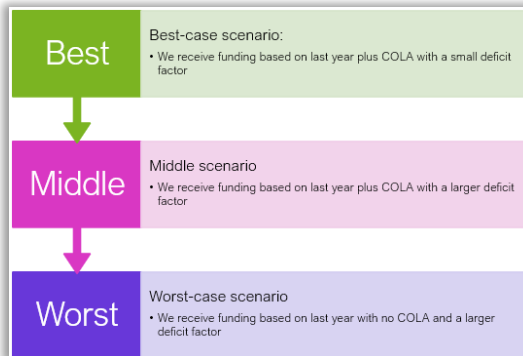 Best
Best-case scenario:
• We receive funding based on last year plus COLA with a small deficit
factor
Middle
Middle scenario
• We receive funding based on last year plus COLA with a larger deficit
factor
Worst
Worst-case scenario
• We receive funding based on last year with no COLA and a larger
deficit factor